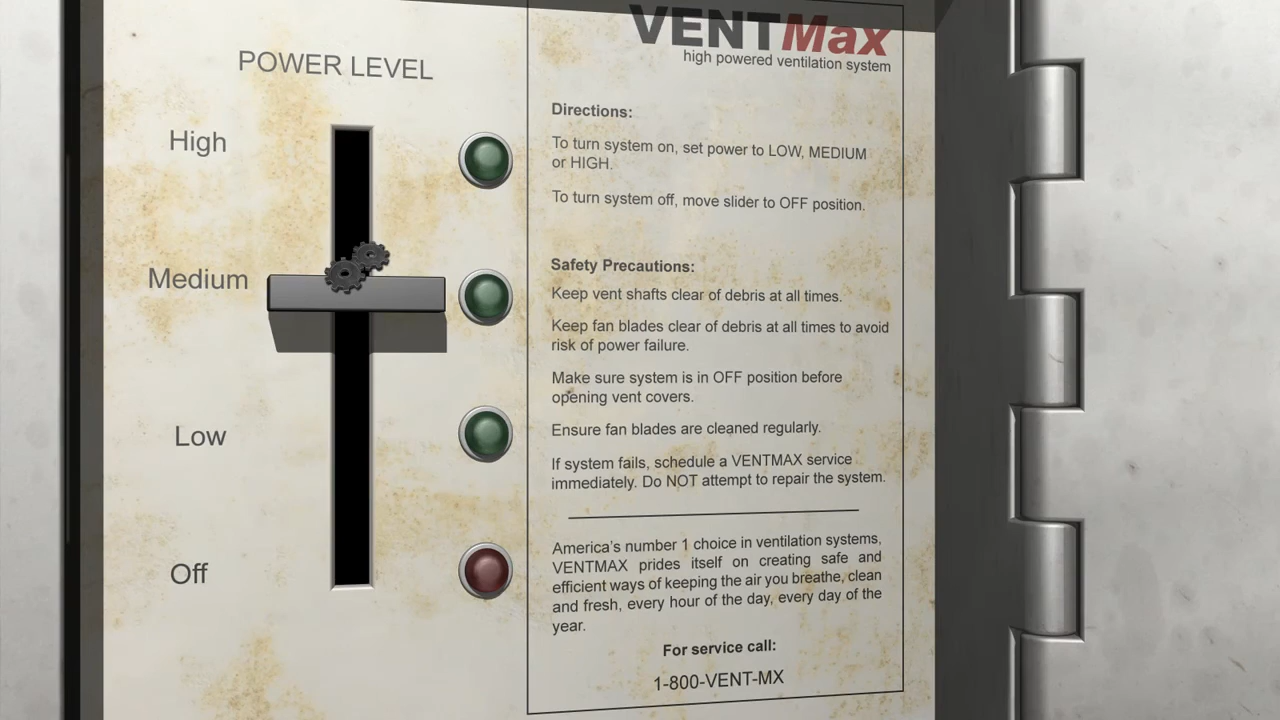 POWER LEVEL
High
Medium
Low
Off
VENTMax
high powered ventilation system
Directions:
To turn system on, set power to LOW, MEDIUM
or HIGH.
To turn system off, move slider to OFF position.
Safety Precautions:
Keep vent shafts clear of debris at all times.
Keep fan blades clear of debris at all times to avoid
risk of power failure.
Make sure system is in OFF position before
opening vent covers.
Ensure fan blades are cleaned regularly.
If system fails, schedule a VENTMAX service
immediately. Do NOT attempt to repair the system.
America's number 1 choice in ventilation systems,
VENTMAX prides itself on creating safe and
efficient ways of keeping the air you breathe, clean
and fresh, every hour of the day, every day of the
year.
For service call:
1-800-VENT-MX